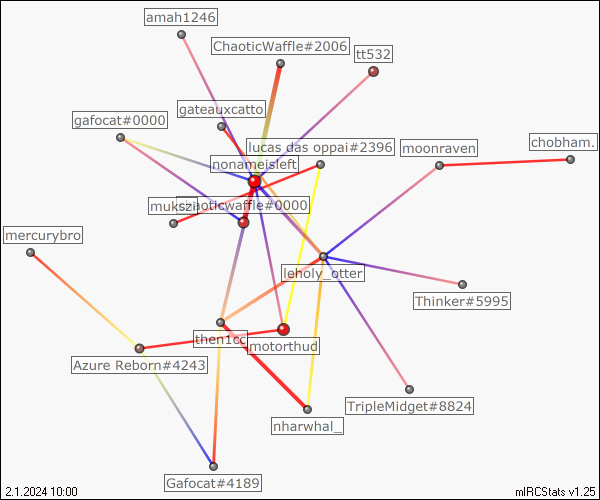 amah1246
ChaoticWaffle#2006
tt532
gateauxcatto
gafocat#0000
lucas das oppai#2396
moonraven
chobham.
nonameisleft
chaoticwaffle#0000
mercurybro
leholy_otter
Thinker#5995
then1cc
motorthud
Azure Reborn#4243
TripleMidget#8824
nharwhal_
Gafocat#4189
2.1.2024 10:00
mIRCStats v1.25